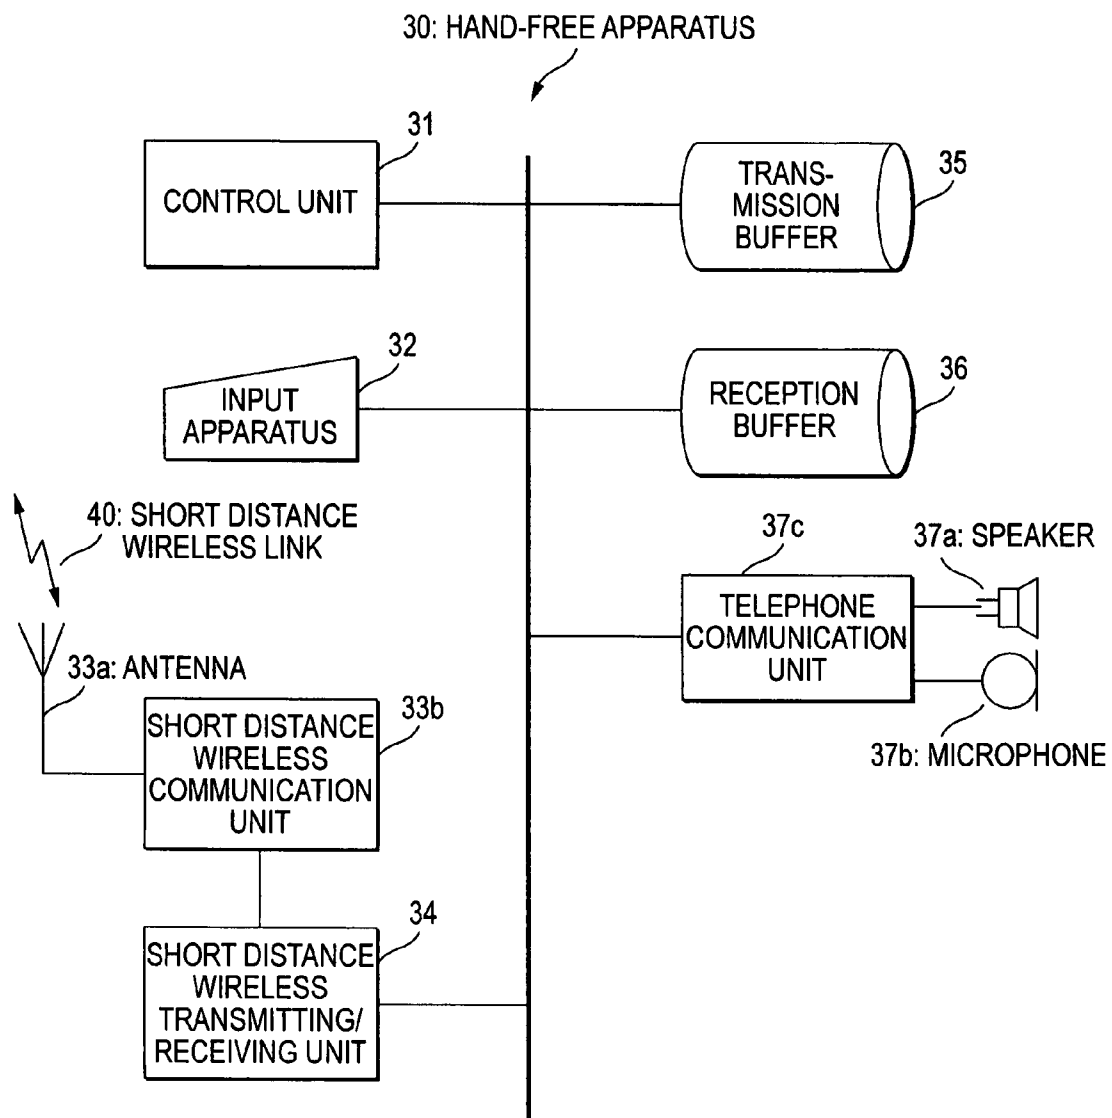 30: HAND-FREE APPARATUS
31
CONTROL UNIT
35
TRANS-
MISSION
BUFFER
32
INPUT
APPARATUS
36
RECEPTION
BUFFER
40: SHORT DISTANCE
WIRELESS LINK
37c
37a: SPEAKER
TELEPHONE
COMMUNICATION
UNIT
37b: MICROPHONE
33a: ANTENNA
33b
SHORT DISTANCE
WIRELESS
COMMUNICATION
UNIT
34
SHORT DISTANCE
WIRELESS
TRANSMITTING/
RECEIVING UNIT